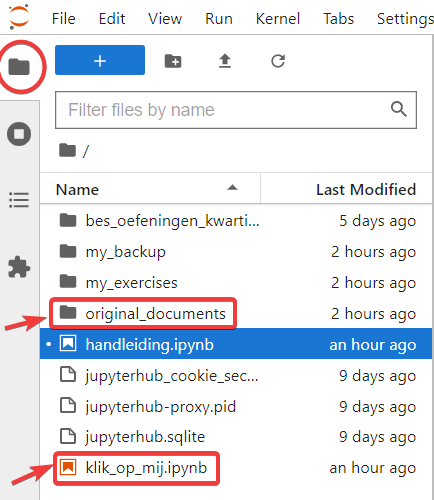 File Edit View Run Kernel Tabs Settings
Filter files by name
/
Name Last Modified
bes_oefeningen_kwarti... 5 days ago
my_backup 2 hours ago
my_exercises 2 hours ago
original_documents 2 hours ago
• handleiding.ipynb an hour ago
jupyterhub_cookie_sec... 9 days ago
jupyterhub-proxy.pid 9 days ago
jupyterhub.sqlite 9 days ago
klik_op_mij.ipynb an hour ago